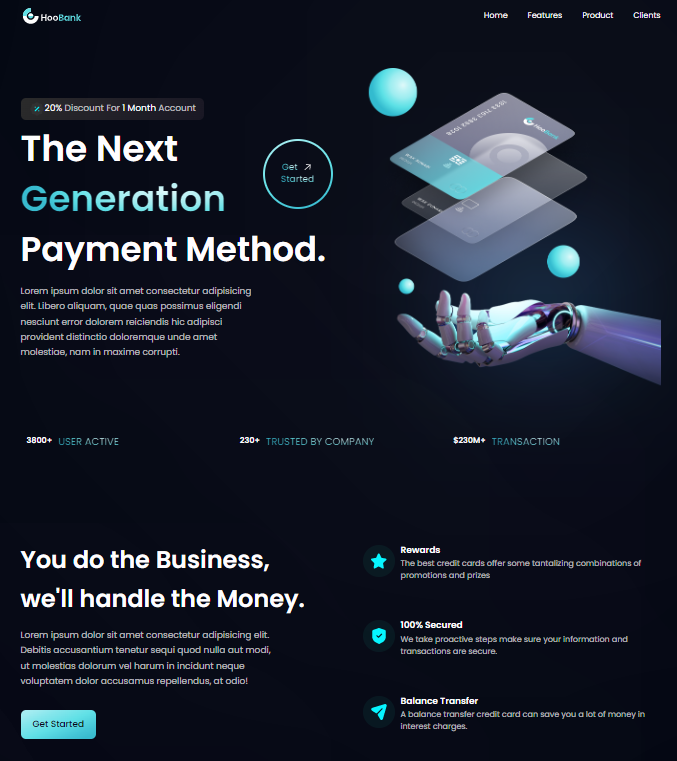 HooBank
Home Features Product Clients
20% Discount For 1 Month Account
The Next
Generation
Payment Method.
Get
Started
Lorem ipsum dolor sit amet consectetur adipisicing
elit. Libero aliquam, quae quas possimus eligendi
nesciunt error dolorem reiciendis hic adipisci
provident distinctio doloremque unde amet
molestiae, nam in maxime corrupti.
HooBank
3800+ USER ACTIVE
230+ TRUSTED BY COMPANY
$230M+ TRANSACTION
You do the Business,
we'll handle the Money.
Lorem ipsum dolor sit amet consectetur adipisicing elit.
Debitis accusantium tenetur sequi quod nulla aut modi,
ut molestias dolorum vel harum in incidunt neque
voluptatem dolor accusamus repellendus, at odio!
Get Started
Rewards
The best credit cards offer some tantalizing combinations of
promotions and prizes
100% Secured
We take proactive steps make sure your information and
transactions are secure.
Balance Transfer
A balance transfer credit card can save you a lot of money in
interest charges.